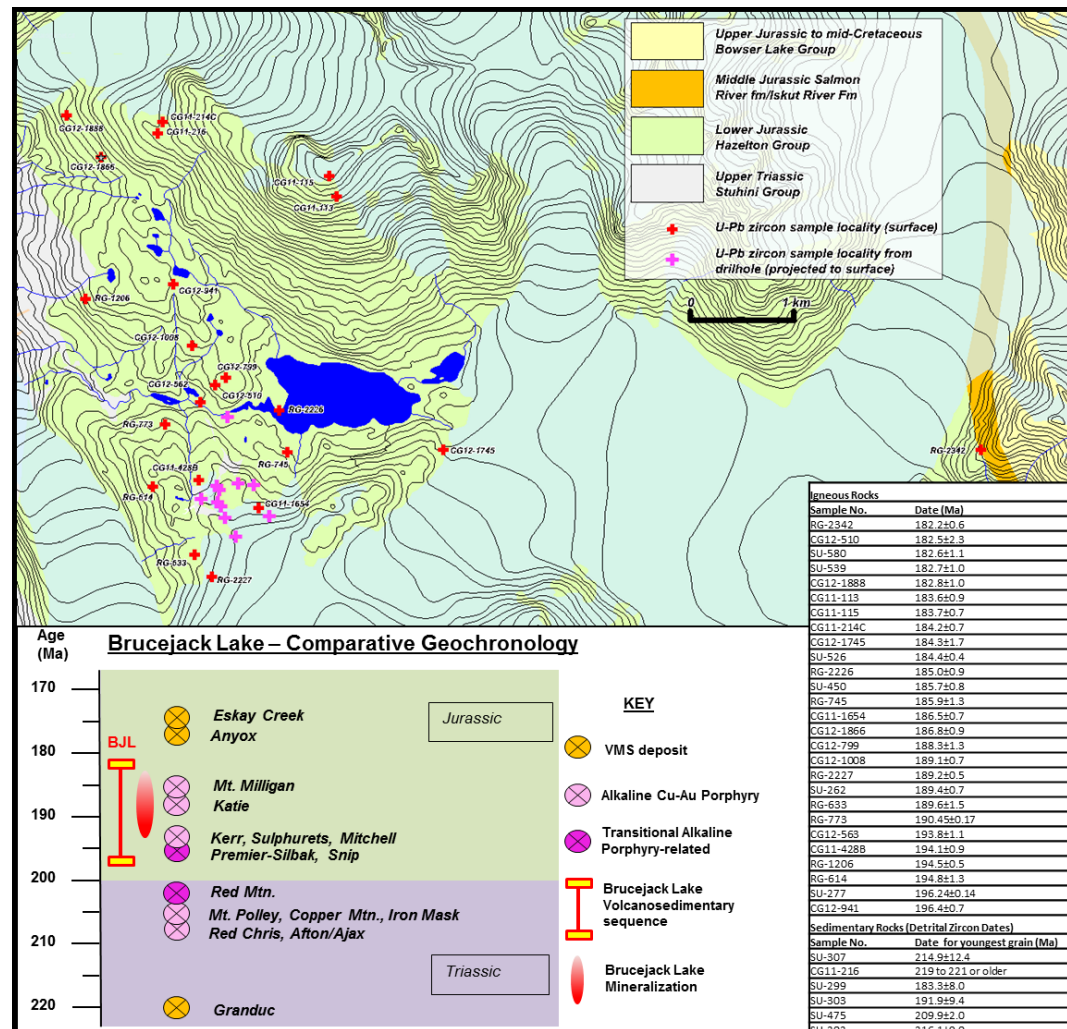 Upper Jurassic to mid-Cretaceous
Bowser Lake Group
Middle Jurassic Salmon
River fm/Iskut River Fm
Lower Jurassic
Hazelton Group
Upper Triassic
Stuhini Group
U-Pb zircon sample locality (surface)
U-Pb zircon sample locality from
drilhole (projected to surface)
0 1 km
CG11-214C
CG12-1888
CG11-216
CG12-1866
CG11-115
CG11-113
CG12-941
RG-1206
CG12-1008
CG12-799
CG12-562
CG12-510
RG-2226
RG-773
RG-745
CG12-1745
RG-2342
CG11-428B
RG-614
CG11-1654
RG-633
RG-2227
Igneous Rocks
Sample No. Date (Ma)
RG-2342 182.2±0.6
CG12-510 182.5±2.3
SU-580 182.6±1.1
SU-539 182.7±1.0
CG12-1888 182.8±1.0
CG11-113 183.6±0.9
CG11-115 183.7±0.7
CG11-214C 184.2±0.7
CG12-1745 184.3±1.7
SU-526 184.4±0.4
RG-2226 185.0±0.9
SU-450 185.7±0.8
RG-745 185.9±1.3
CG11-1654 186.5±0.7
CG12-1866 186.8±0.9
CG12-799 188.3±1.3
CG12-1008 189.1±0.7
RG-2227 189.2±0.5
SU-262 189.4±0.7
RG-633 189.6±1.5
RG-773 190.45±0.17
CG12-563 193.8±1.1
CG11-428B 194.1±0.9
RG-1206 194.5±0.5
RG-614 194.8±1.3
SU-277 196.24±0.14
CG12-941 196.4±0.7
Sedimentary Rocks (Detrital Zircon Dates)
Sample No. Date for youngest grain (Ma)
SU-307 214.9±12.4
CG11-216 219 to 221 or older
SU-299 183.3±8.0
SU-303 191.9±9.4
SU-475 209.9±2.0
Age
(Ma)
Brucejack Lake – Comparative Geochronology
170
180
190
200
210
220
BJL
Eskay Creek
Anyox
Mt. Milligan
Katie
Kerr, Sulphurets, Mitchell
Premier-Silbak, Snip
Red Mtn.
Mt. Polley, Copper Mtn., Iron Mask
Red Chris, Afton/Ajax
Granduc
Jurassic
Triassic
KEY
VMS deposit
Alkaline Cu-Au Porphyry
Transitional Alkaline
Porphyry-related
Brucejack Lake
Volcanosedimentary
sequence
Brucejack Lake
Mineralization